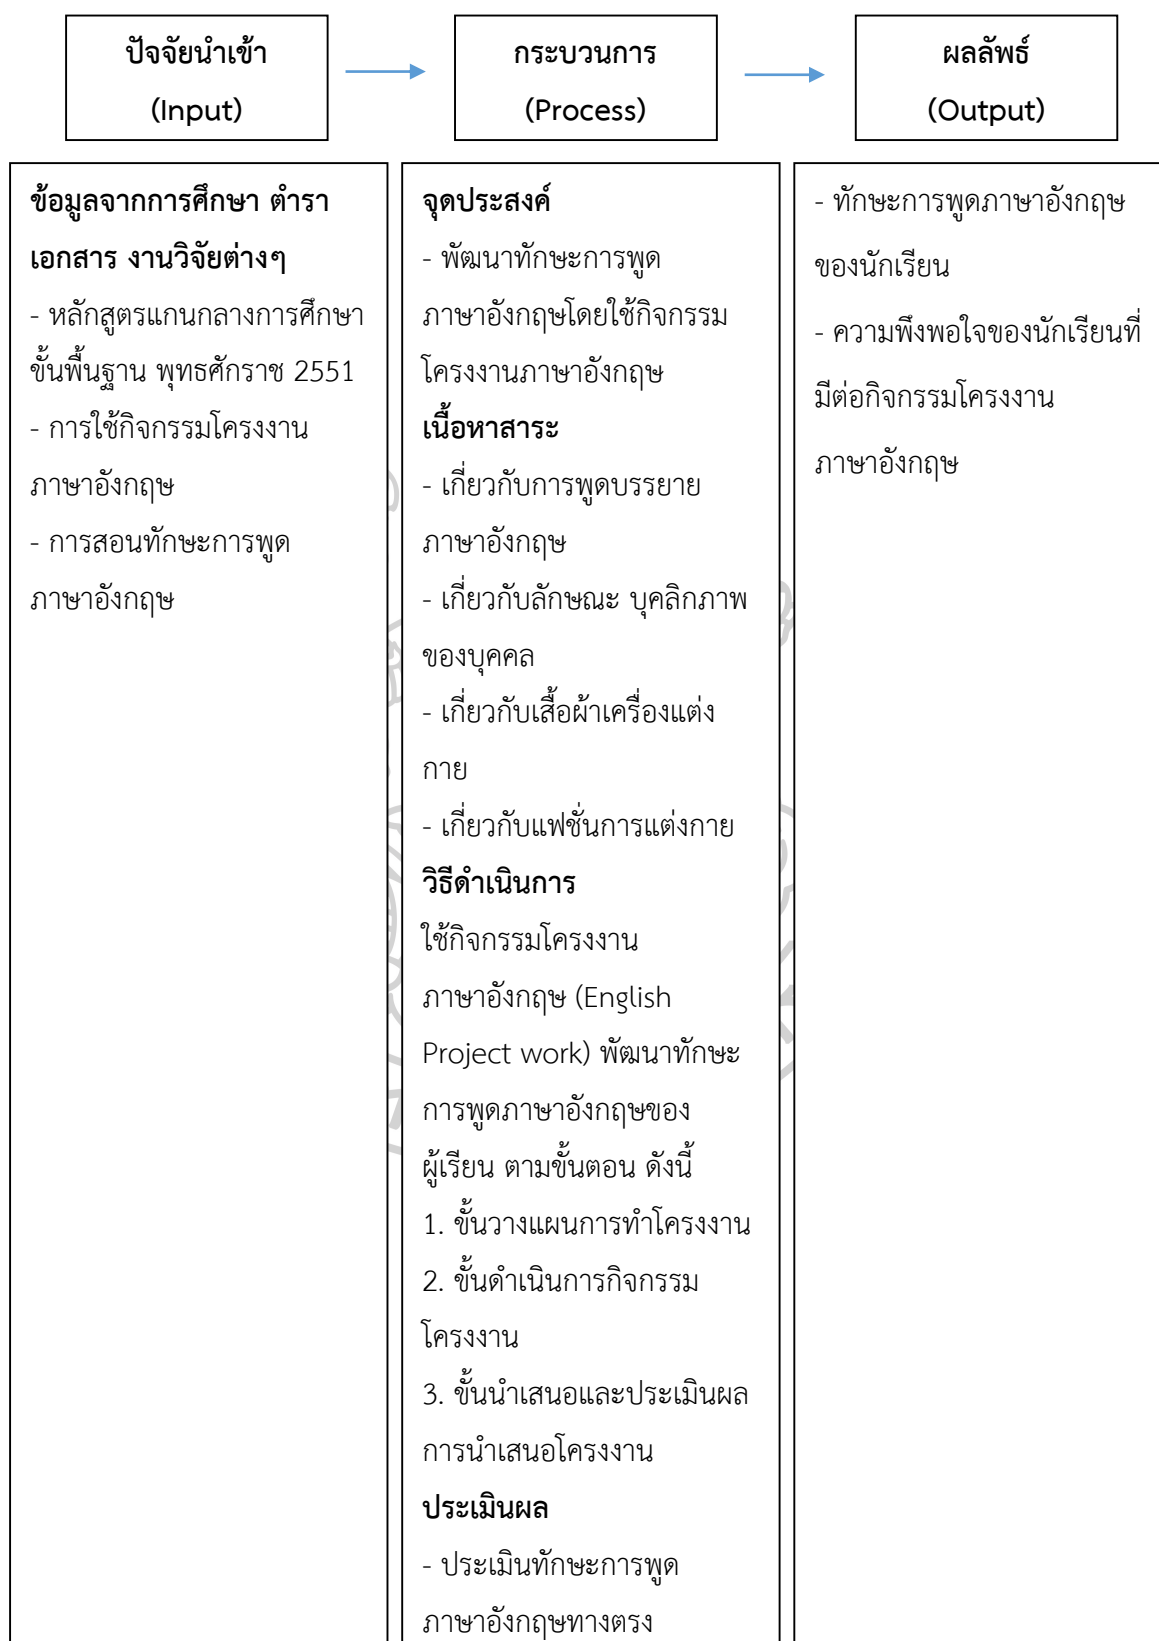 ปัจจัยนำเข้า
(Input)
กระบวนการ
(Process)
ผลลัพธ์
(Output)
ข้อมูลจากการศึกษา ตำรา
เอกสาร งานวิจัยต่างๆ
- หลักสูตรแกนกลางการศึกษา
ขั้นพื้นฐาน พุทธศักราช 2551
- การใช้กิจกรรมโครงงาน
ภาษาอังกฤษ
- การสอนทักษะการพูด
ภาษาอังกฤษ
จุดประสงค์
- พัฒนาทักษะการพูด
ภาษาอังกฤษโดยใช้กิจกรรม
โครงงานภาษาอังกฤษ
เนื้อหาสาระ
- เกี่ยวกับการพูดบรรยาย
ภาษาอังกฤษ
- เกี่ยวกับลักษณะ บุคลิกภาพ
ของบุคคล
- เกี่ยวกับเสื้อผ้าเครื่องแต่ง
กาย
- เกี่ยวกับแฟชั่นการแต่งกาย
วิธีดำเนินการ
ใช้กิจกรรมโครงงาน
ภาษาอังกฤษ (English
Project work) พัฒนาทักษะ
การพูดภาษาอังกฤษของ
ผู้เรียน ตามขั้นตอน ดังนี้
1. ขั้นวางแผนการทำโครงงาน
2. ขั้นดำเนินการกิจกรรม
โครงงาน
3. ขั้นนำเสนอและประเมินผล
การนำเสนอโครงงาน
ประเมินผล
- ประเมินทักษะการพูด
ภาษาอังกฤษทางตรง
- ทักษะการพูดภาษาอังกฤษ
ของนักเรียน
- ความพึงพอใจของนักเรียนที่
มีต่อกิจกรรมโครงงาน
ภาษาอังกฤษ